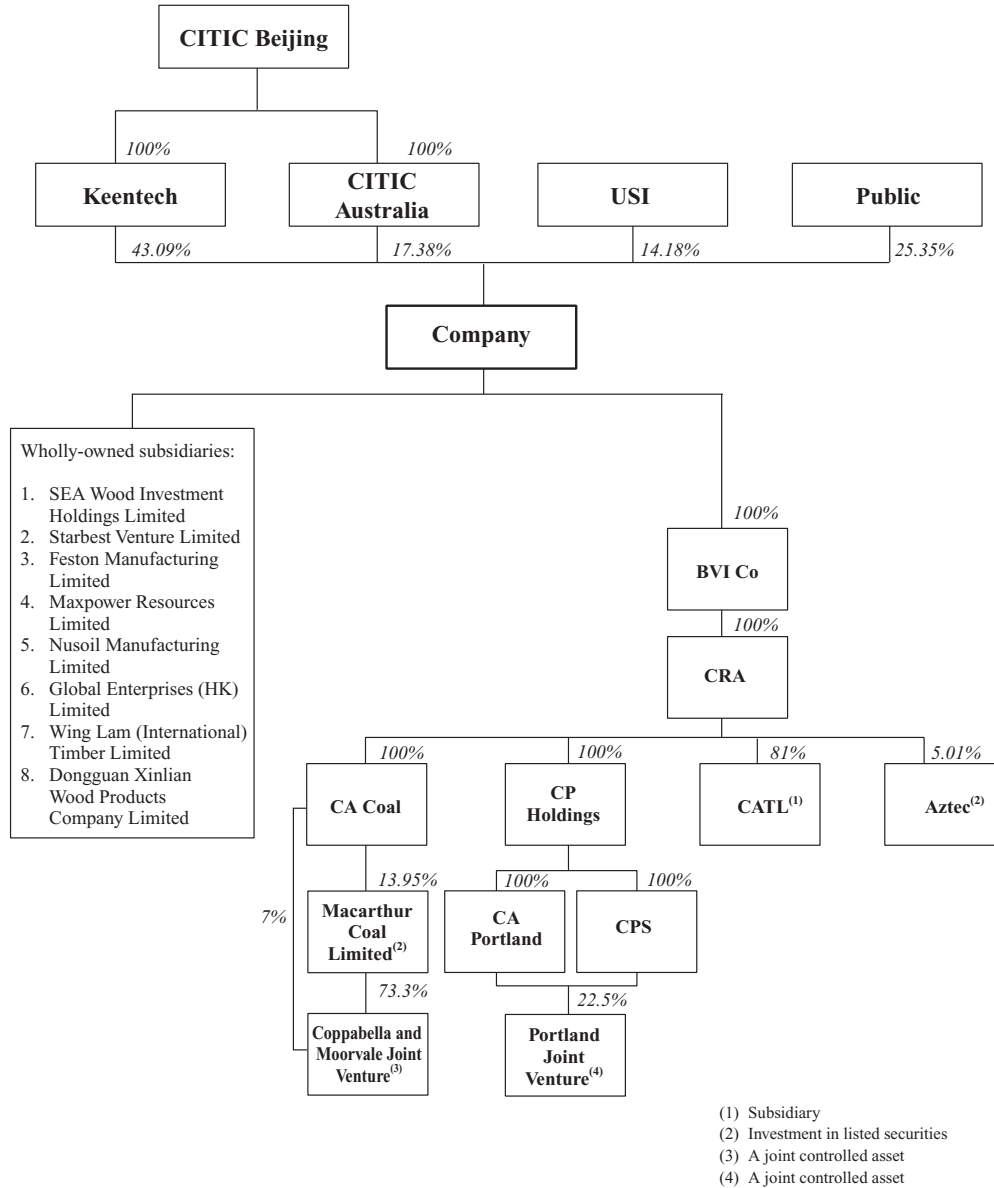 CITIC Beijing
100%
100%
Keentech
CITIC
Australia
USI
Public
43.09%
17.38%
14.18%
25.35%
Company
Wholly-owned subsidiaries:
1. SEA Wood Investment
Holdings Limited
2. Starbest Venture Limited
3. Feston Manufacturing
Limited
4. Maxpower Resources
Limited
5. Nusoil Manufacturing
Limited
6. Global Enterprises (HK)
Limited
7. Wing Lam (International)
Timber Limited
8. Dongguan Xinlian
Wood Products
Company Limited
100%
BVI Co
100%
CRA
100%
100%
81%
5.01%
CA Coal
CP
Holdings
CATL(1)
Aztec(2)
13.95%
100%
100%
7%
Macarthur
Coal
Limited(2)
CA
Portland
CPS
73.3%
22.5%
Coppabella and
Moorvale Joint
Venture(3)
Portland
Joint
Venture(4)
(1) Subsidiary
(2) Investment in listed securities
(3) A joint controlled asset
(4) A joint controlled asset